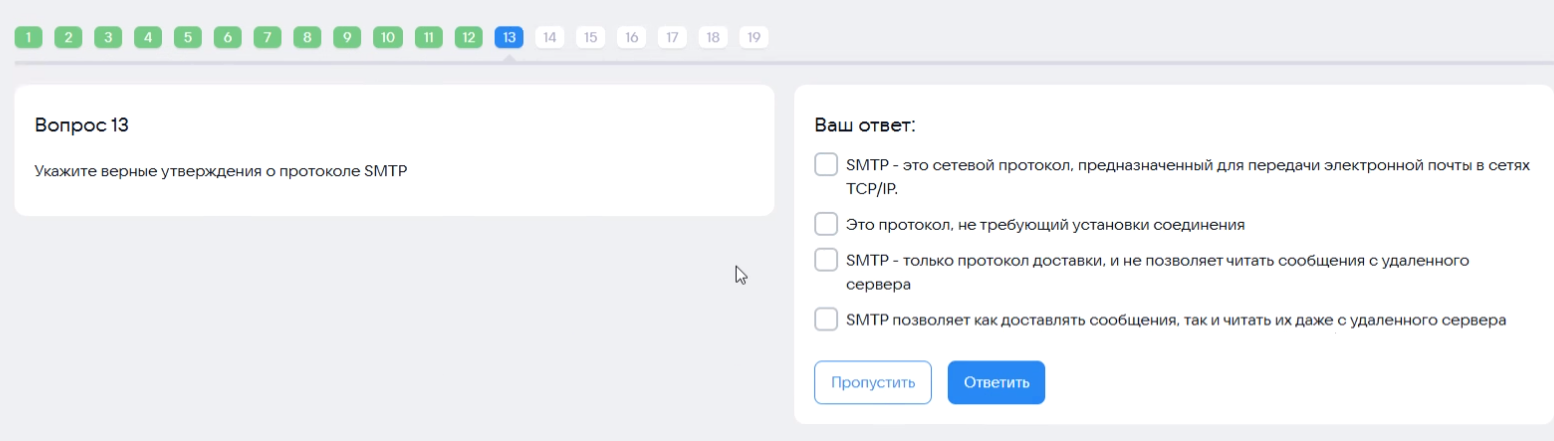 1 2 3 4 5 6 7 8 9 10 11 12 13 14 15 16 17 18 19
Вопрос 13
Укажите верные утверждения о протоколе SMTP
Ваш ответ:
SMTP - это сетевой протокол, предназначенный для передачи электронной почты в сетях
TCP/IP.
Это протокол, не требующий установки соединения
SMTP - только протокол доставки, и не позволяет читать сообщения с удаленного
сервера
SMTP позволяет как доставлять сообщения, так и читать их даже с удаленного сервера
Пропустить Ответить